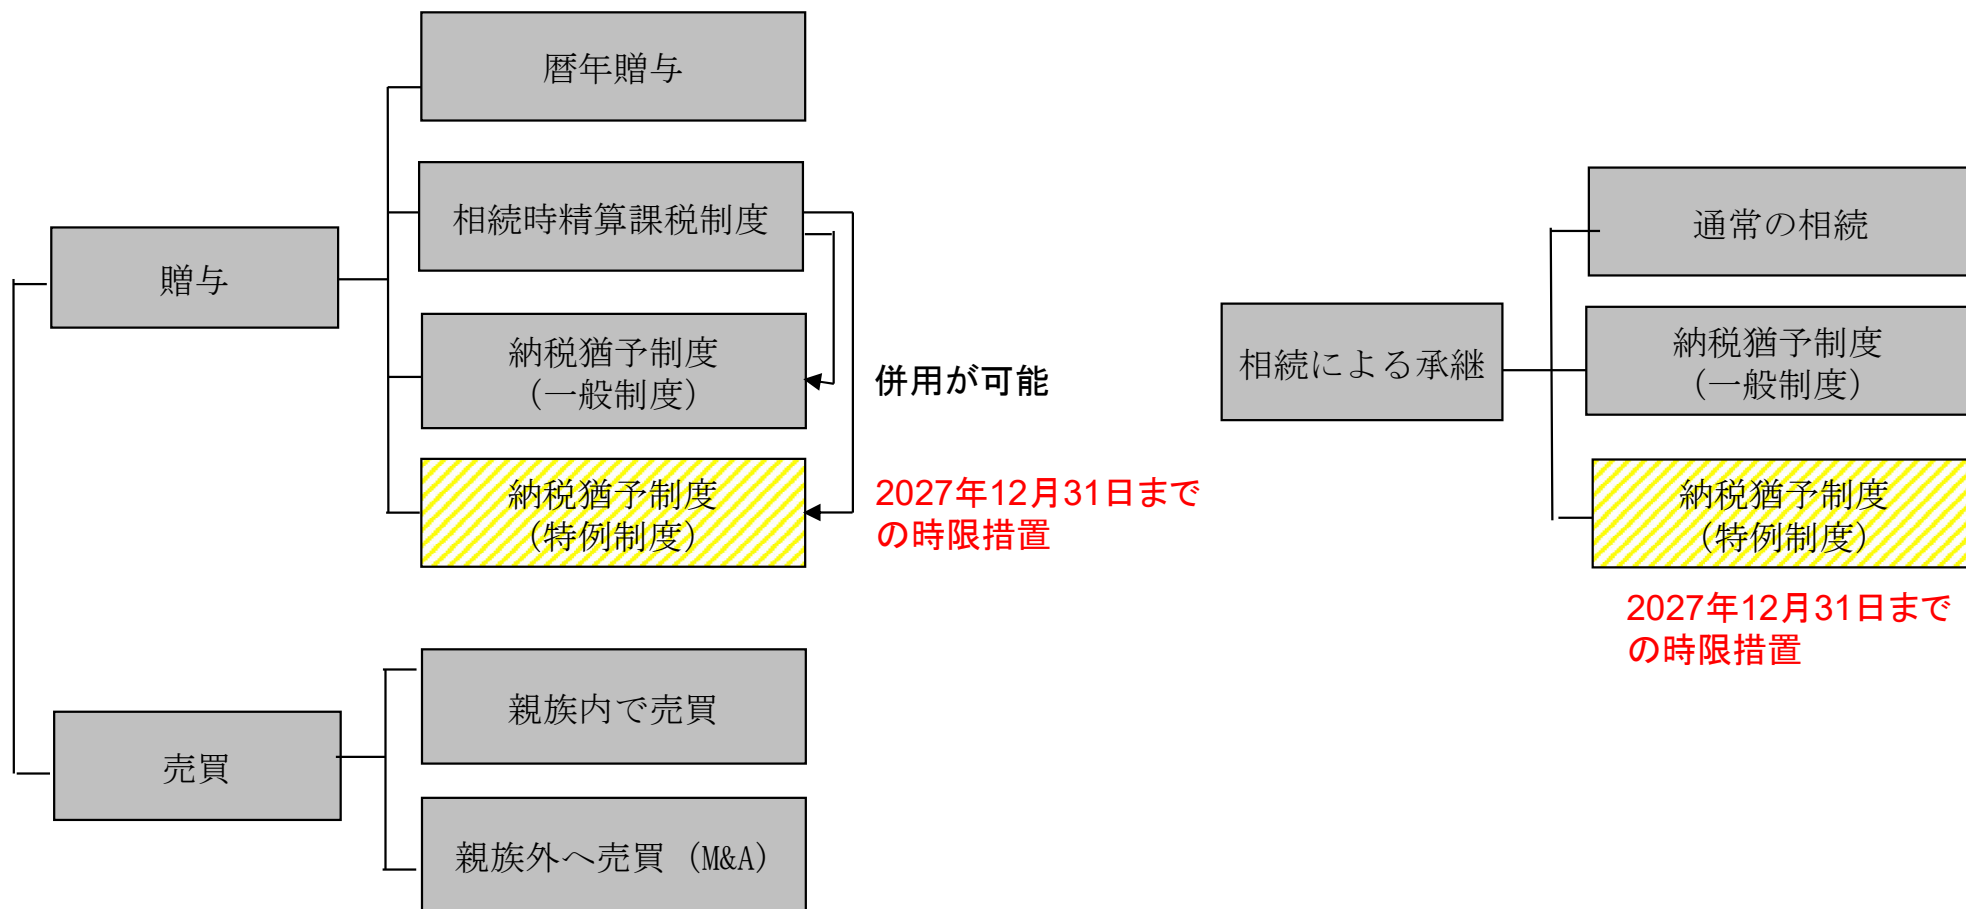 暦年贈与
相続時精算課税制度
贈与
納税猶予制度
（一般制度）
併用が可能
納税猶予制度
（特例制度）
2027年12月31日まで
の時限措置
親族内で売買
売買
親族外へ売買（M&A）
通常の相続
相続による承継
納税猶予制度
（一般制度）
納税猶予制度
（特例制度）
2027年12月31日まで
の時限措置